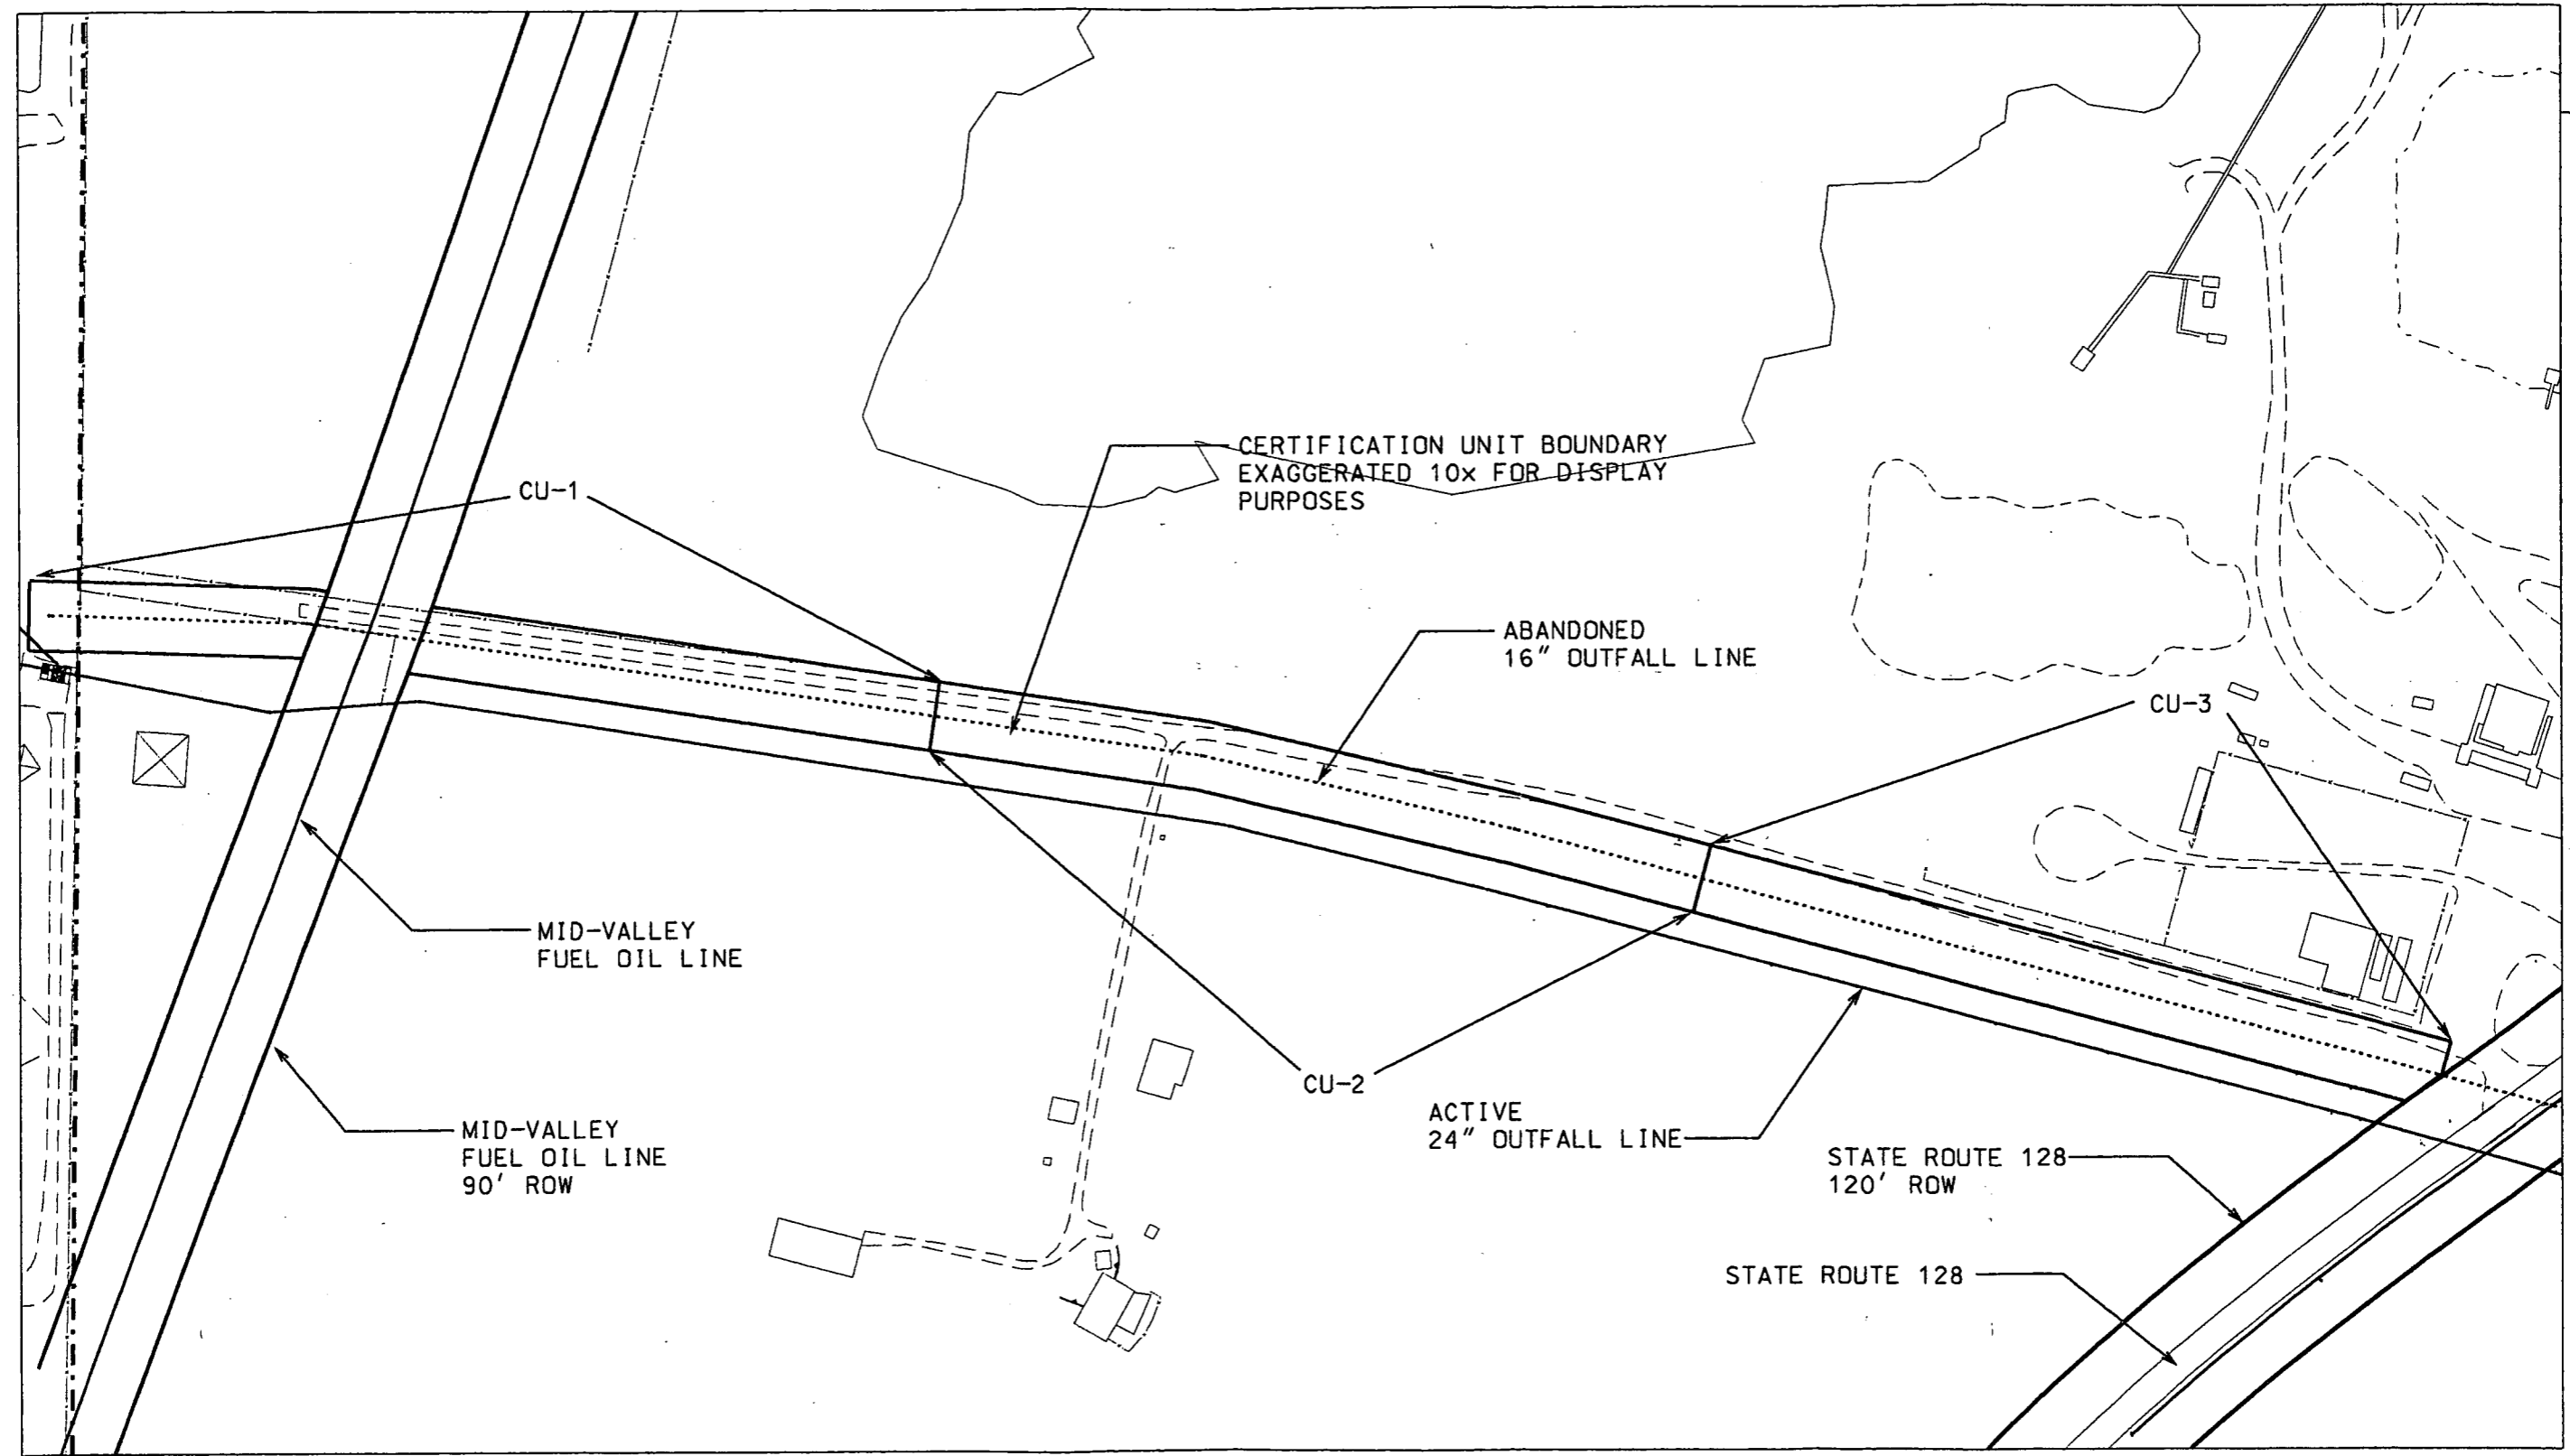 CERTIFICATION UNIT BOUNDARY
EXAGGERATED 10x FOR DISPLAY
PURPOSES
CU-1
ABANDONED
16" OUTFALL LINE
CU-3
MID-VALLEY
FUEL OIL LINE
CU-2
ACTIVE
24" OUTFALL LINE
MID-VALLEY
FUEL OIL LINE
90' ROW
STATE ROUTE 128
120' ROW
STATE ROUTE 128